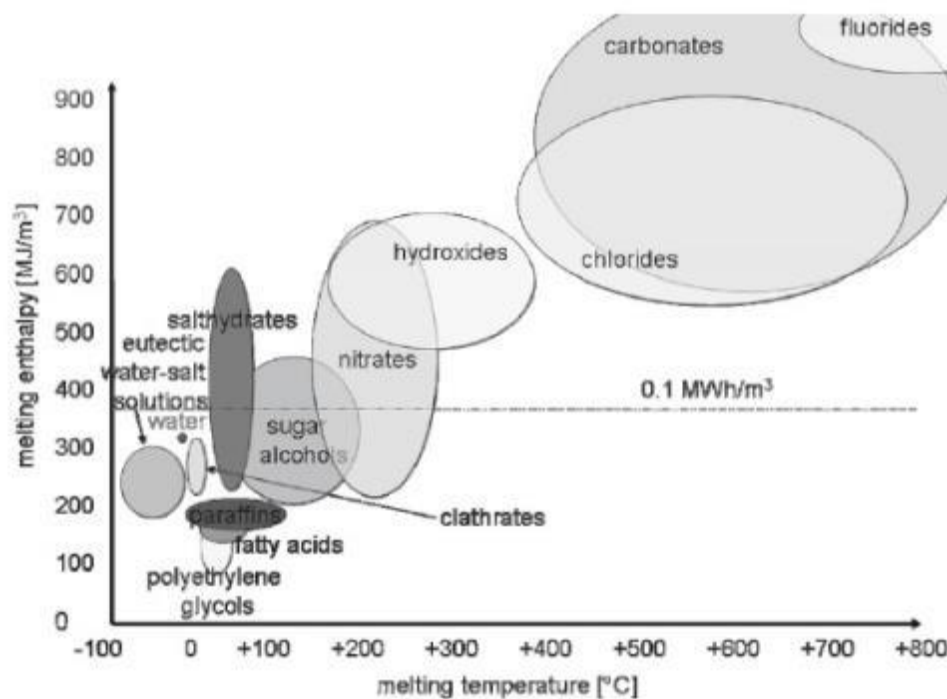 fluorides
carbonates
900
800
700
hydroxides
chlorides
600
salthydrates
500
eutectic
water-salt
nitrates
400
solutions
0.1 MWh/m³
water
sugar
alcohols
300
200
paraffins
clathrates
fatty acids
100
polyethylene
glycols
0
-100 0 +100 +200 +300 +400 +500 +600 +700 +800
melting temperature [°C]
melting enthalpy [MJ/m³]